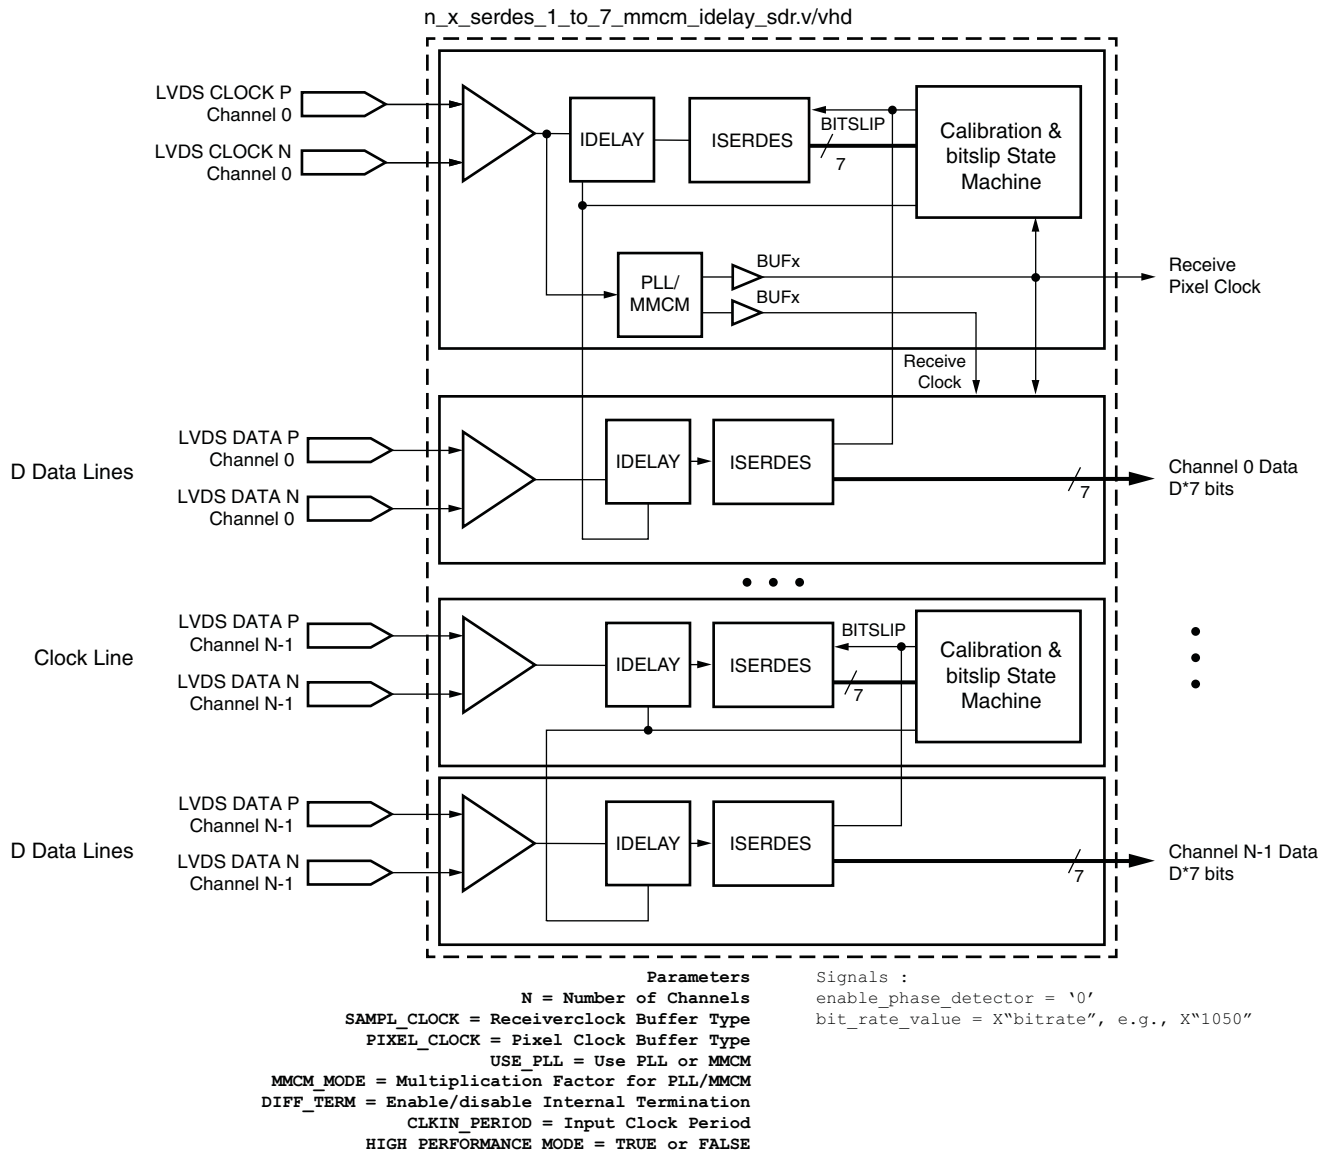 n_x_serdes_1_to_7_mmcm_idelay_sdr.v/vhd
LVDS CLOCK P
Channel 0
LVDS CLOCK N
Channel 0
IDELAY
ISERDES
BITSLIP
7
Calibration &
bitslip State
Machine
PLL/
MMCM
BUFx
BUFx
Receive
Pixel Clock
Receive
Clock
D Data Lines
LVDS DATA P
Channel 0
LVDS DATA N
Channel 0
IDELAY
ISERDES
7
Channel 0 Data
D*7 bits
Clock Line
LVDS DATA P
Channel N-1
LVDS DATA N
Channel N-1
IDELAY
ISERDES
BITSLIP
7
Calibration &
bitslip State
Machine
D Data Lines
LVDS DATA P
Channel N-1
LVDS DATA N
Channel N-1
IDELAY
ISERDES
7
Channel N-1 Data
D*7 bits
Parameters
N = Number of Channels
SAMPL_CLOCK = Receiverclock Buffer Type
PIXEL_CLOCK = Pixel Clock Buffer Type
USE_PLL = Use PLL or MMCM
MMCM_MODE = Multiplication Factor for PLL/MMCM
DIFF_TERM = Enable/disable Internal Termination
CLKIN_PERIOD = Input Clock Period
HIGH PERFORMANCE MODE = TRUE or FALSE
Signals :
enable_phase_detector = ‘0’
bit_rate_value = X“bitrate”, e.g., X“1050”